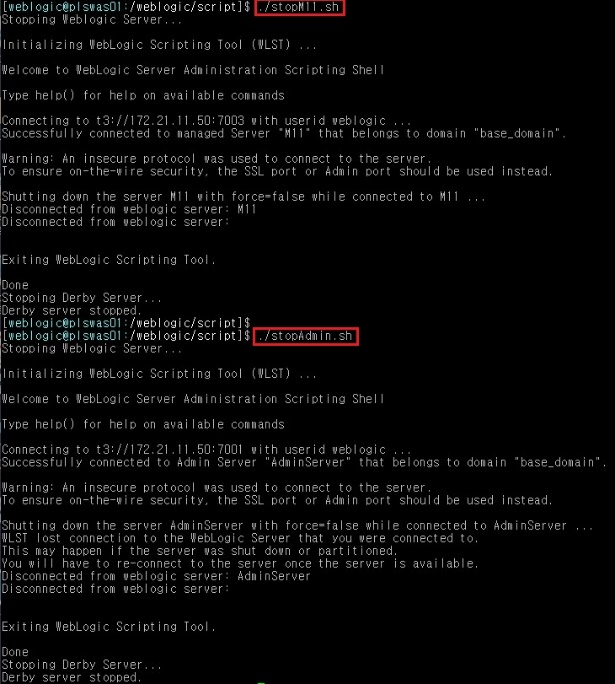 [weblogic@plswas01:/weblogic/script]$ ./stopM11.sh
Stopping Weblogic Server...
Initializing WebLogic Scripting Tool (WLST) ...
Welcome to WebLogic Server Administration Scripting Shell
Type help() for help on available commands
Connecting to t3://172.21.11.50:7003 with userid weblogic ...
Successfully connected to managed Server "M11" that belongs to domain "base_domain".
Warning: An insecure protocol was used to connect to the server.
To ensure on-the-wire security, the SSL port or Admin port should be used instead.
Shutting down the server M11 with force=false while connected to M11 ...
Disconnected from weblogic server: M11
Disconnected from weblogic server:
Exiting WebLogic Scripting Tool.
Done
Stopping Derby Server...
Derby server stopped.
[weblogic@plswas01:/weblogic/script]$
[weblogic@plswas01:/weblogic/script]$ ./stopAdmin.sh
Stopping Weblogic Server...
Initializing WebLogic Scripting Tool (WLST) ...
Welcome to WebLogic Server Administration Scripting Shell
Type help() for help on available commands
Connecting to t3://172.21.11.50:7001 with userid weblogic ...
Successfully connected to Admin Server "AdminServer" that belongs to domain "base_domain".
Warning: An insecure protocol was used to connect to the server.
To ensure on-the-wire security, the SSL port or Admin port should be used instead.
Shutting down the server AdminServer with force=false while connected to AdminServer ...
WLST lost connection to the WebLogic Server that you were connected to.
This may happen if the server was shut down or partitioned.
You will have to re-connect to the server once the server is available.
Disconnected from weblogic server: AdminServer
Disconnected from weblogic server:
Exiting WebLogic Scripting Tool.
Done
Stopping Derby Server...
Derby server stopped.